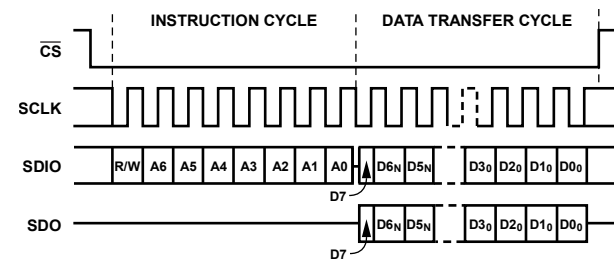 INSTRUCTION CYCLE DATA TRANSFER CYCLE
CS
SCLK
SDIO R/W A6 A5 A4 A3 A2 A1 A0 D6N D5N D30 D20 D10 D00
D7
SDO D6N D5N D30 D20 D10 D00
D7